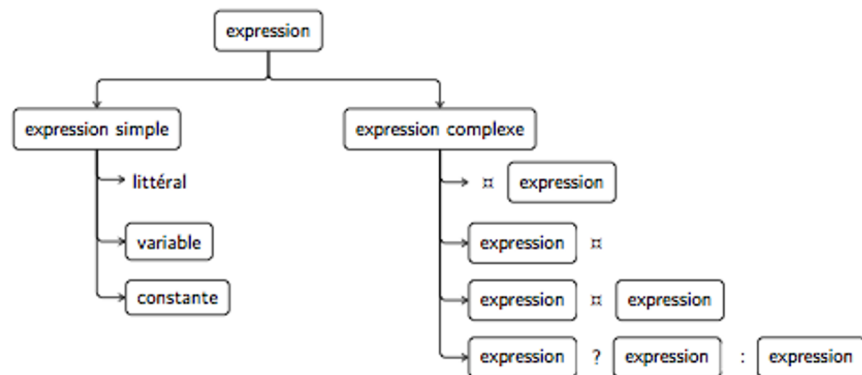 expression
expression simple expression complexe
littéral ¤ expression
variable expression ¤
constante expression ¤ expression
expression ? expression : expression